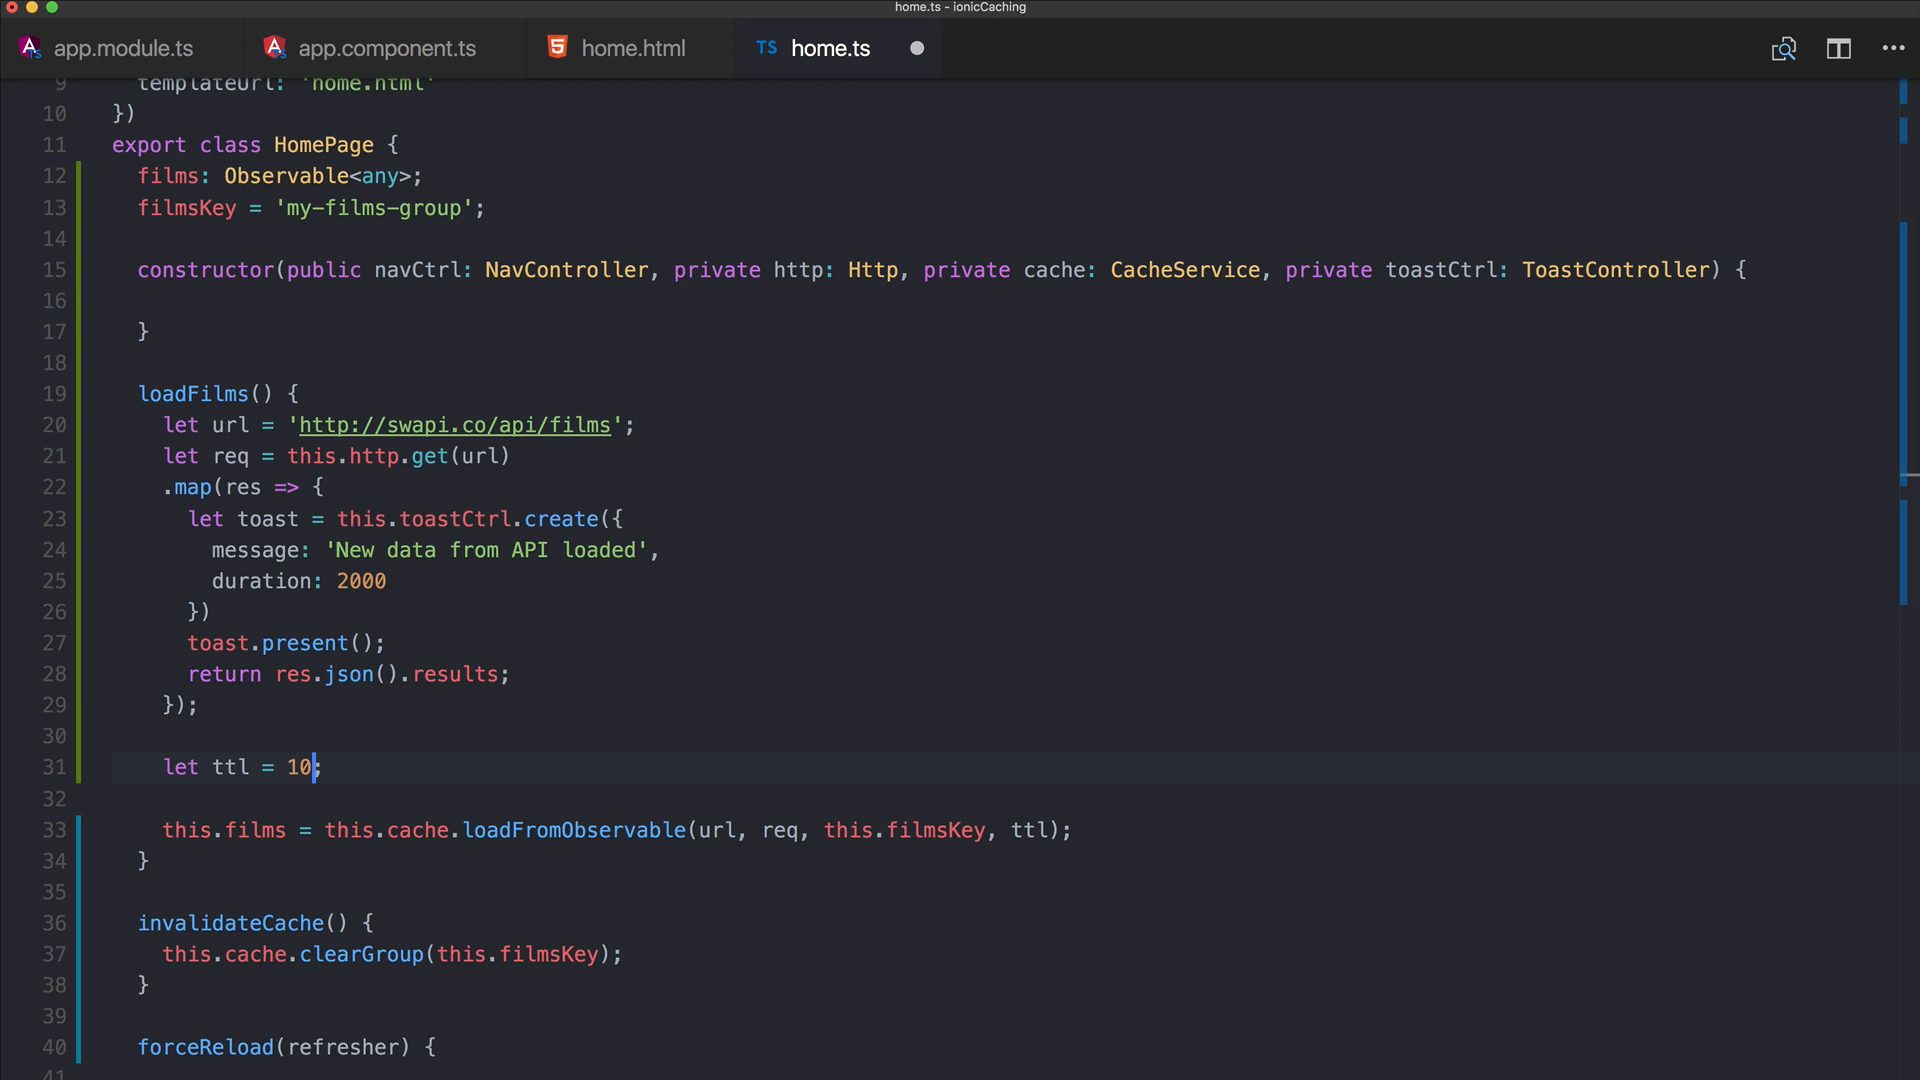 home.ts - ionicCaching
app.module.ts app.component.ts home.html TS home.ts
9 templateUrl: 'home.html'
10 })
11 export class HomePage {
12 films: Observable<any>;
13 filmsKey = 'my-films-group';
14
15 constructor(public navCtrl: NavController, private http: Http, private cache: CacheService, private toastCtrl: ToastController) {
16
17 }
18
19 loadFilms() {
20 let url = 'http://swapi.co/api/films';
21 let req = this.http.get(url)
22 .map(res => {
23 let toast = this.toastCtrl.create({
24 message: 'New data from API loaded',
25 duration: 2000
26 })
27 toast.present();
28 return res.json().results;
29 });
30
31 let ttl = 10;
32
33 this.films = this.cache.loadFromObservable(url, req, this.filmsKey, ttl);
34 }
35
36 invalidateCache() {
37 this.cache.clearGroup(this.filmsKey);
38 }
39
40 forceReload(refresher) {
41